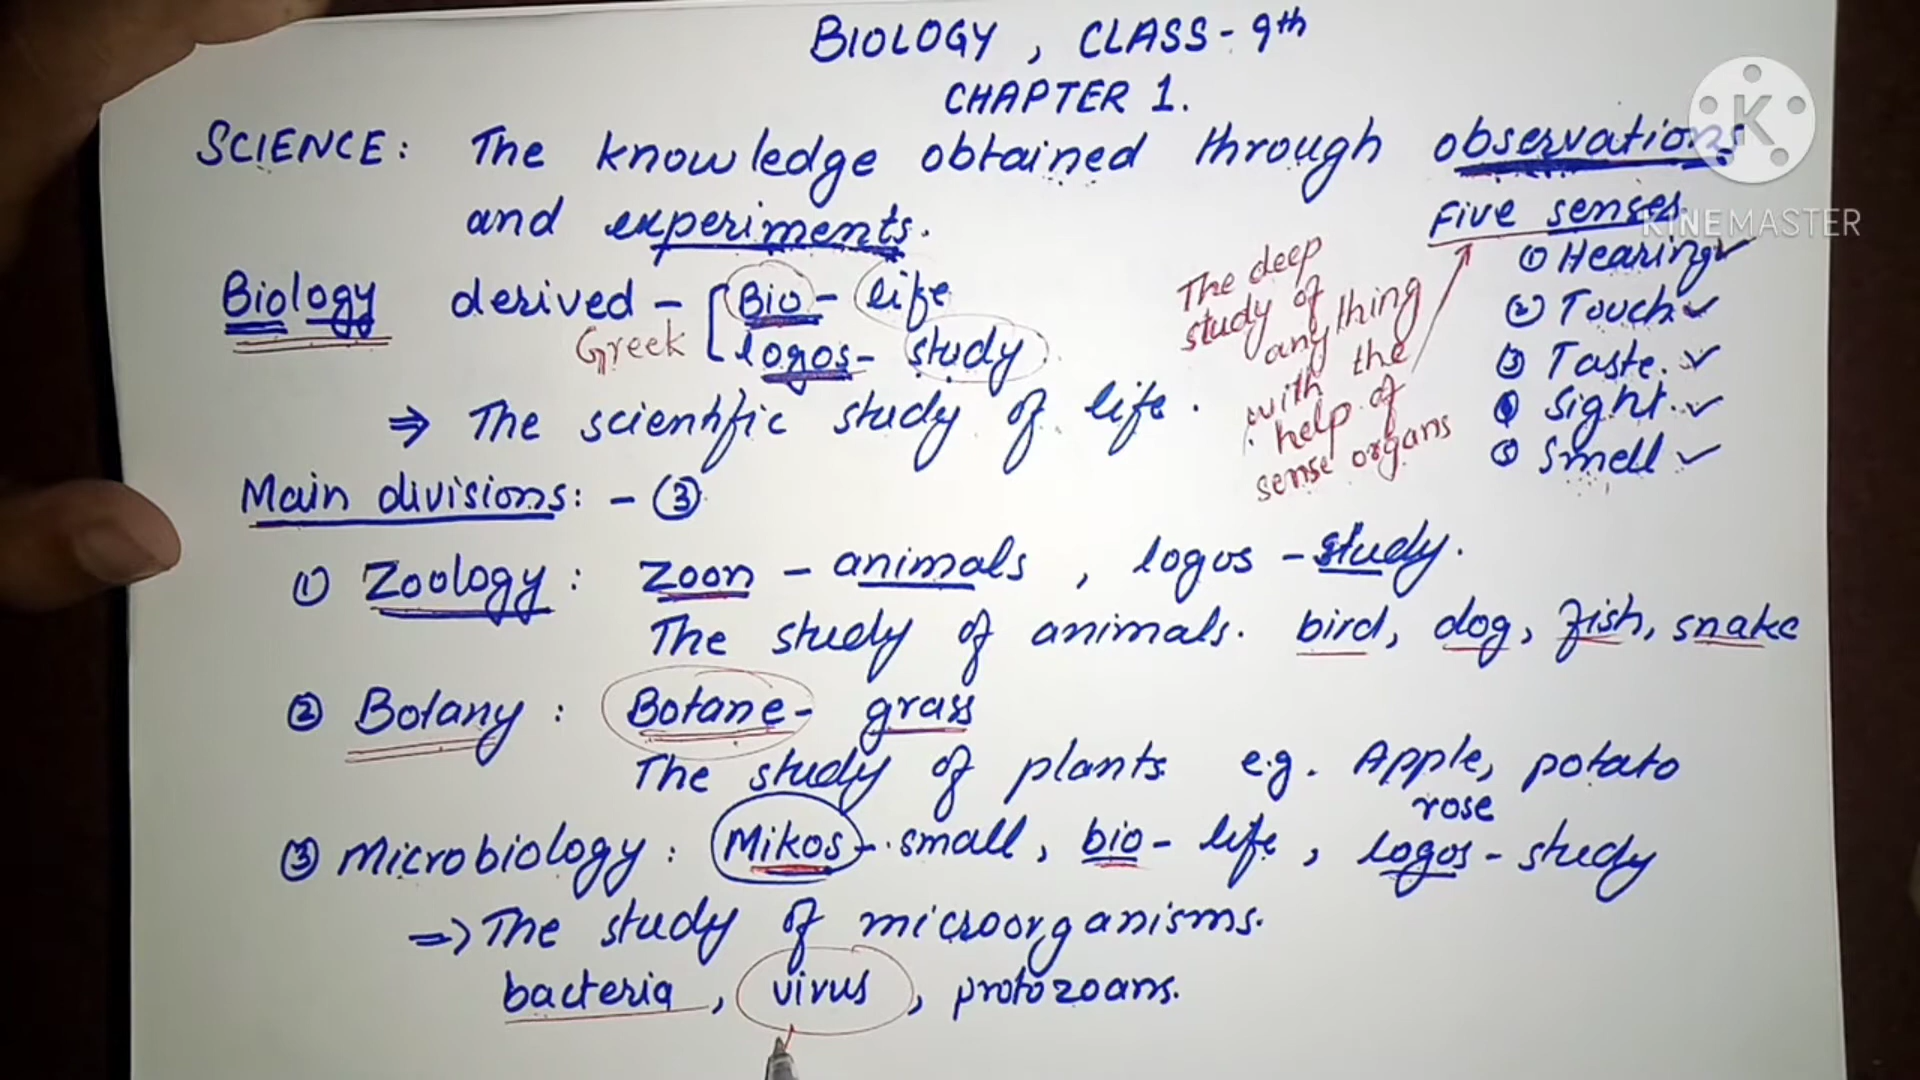 BIOLOGY, CLASS-9th
CHAPTER 1.
SCIENCE: The knowledge obtained through observations
and experiments.
Five senses
① Hearing ✓
② Touch ✓
③ Taste. ✓
Sight. ✓
⑤ Smell ✓
The deep
study of
anything
with the
help of
sense organs
Biology derived - [Bio - life
Greek logos - study
⇒ The scientific study of life.
Main divisions: - ③
① Zoology: Zoon - animals, logos - study.
The study of animals. bird, dog, fish, snake
② Botany: Botane - grass
The study of plants e.g. Apple, potato
rose
③ Microbiology: Mikos - small, bio - life, logos - study
⇒ The study of microorganisms.
bacteria, virus, protozoans.
K
KINEMASTER